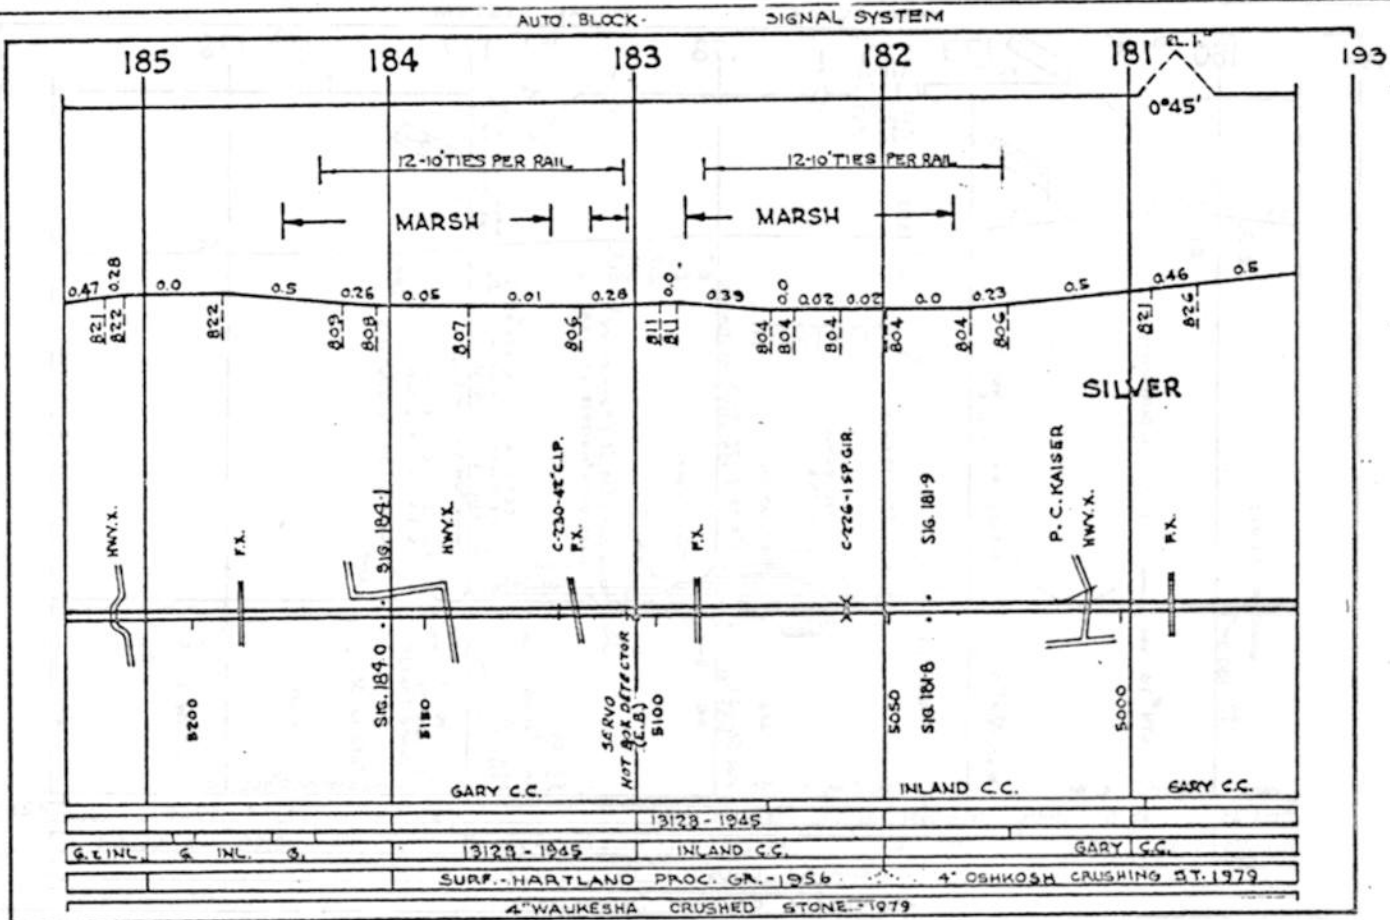 AUTO. BLOCK. SIGNAL SYSTEM
185 184 183 182 181 193
EL. 1"
0°45'
12-10' TIES PER RAIL 12-10' TIES PER RAIL
MARSH MARSH
0.47 0.28 0.0 0.5 0.26 0.05 0.01 0.28 0.0 0.39 0.0 0.02 0.02 0.0 0.23 0.5 0.46 0.5
821 822 822 809 808 807 806 811 811 804 804 804 804 804 806 821 826
SILVER
HWY.X. F.X. SIG. 184.1 HWY.X. C-230-42" C.I.P. F.X. F.X. C-226-1 SP. GIR. SIG. 181.9 P. C. KAISER HWY.X. F.X.
5200 SIG. 184.0 SERVO HOT BOX DETECTOR (E.B.) 5100 5050 SIG. 181.8 5000
GARY C.C. INLAND C.C. GARY C.C.
13128 - 1945
G. & INL. G. INL. G. 13128 - 1945 INLAND C.C. GARY C.C.
SURF.-HARTLAND PROC. GR.-1956 4" OSHKOSH CRUSHING ST. 1979
4" WAUKESHA CRUSHED STONE-1979